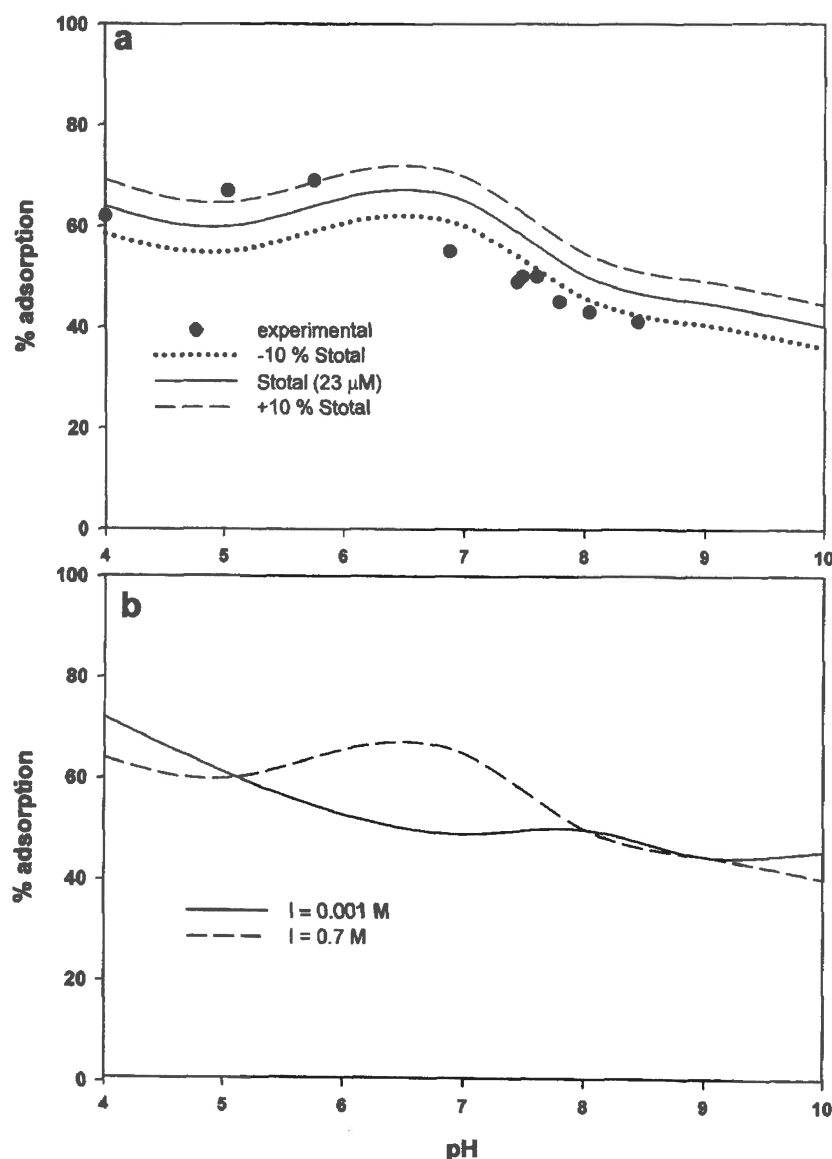 100
a
80
60
40
20
0
% adsorption
experimental
-10 % Stotal
Stotal (23 µM)
+10 % Stotal
4 5 6 7 8 9 10
100
b
80
60
40
20
0
% adsorption
I = 0.001 M
I = 0.7 M
4 5 6 7 8 9 10
pH